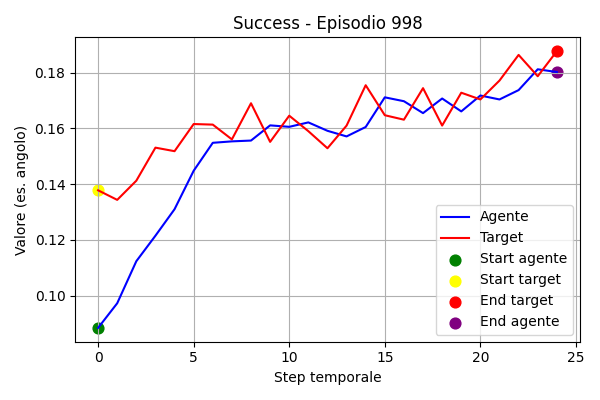 Success - Episodio 998
Valore (es. angolo)
0.18
0.16
0.14
0.12
0.10
0
5
10
15
20
25
Step temporale
Agente
Target
Start agente
Start target
End target
End agente